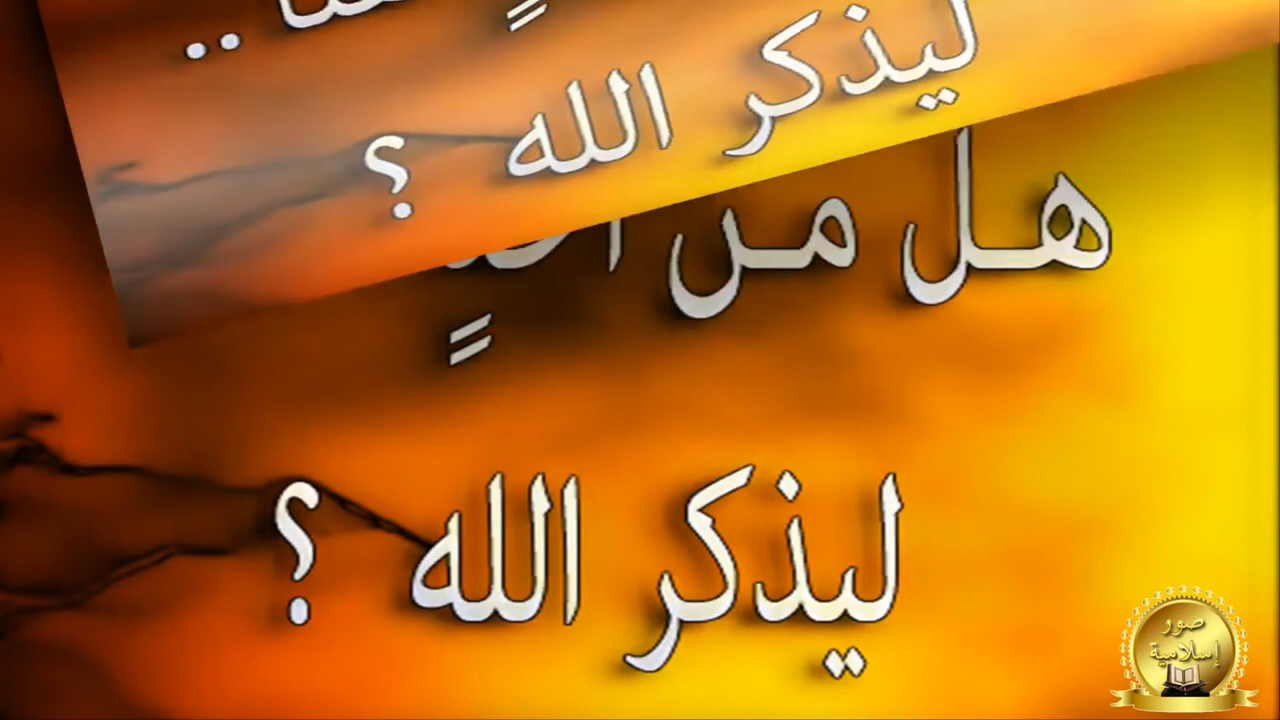 ليذكر الله ؟
هل من
ليذكر الله ؟
صور
إسلامية